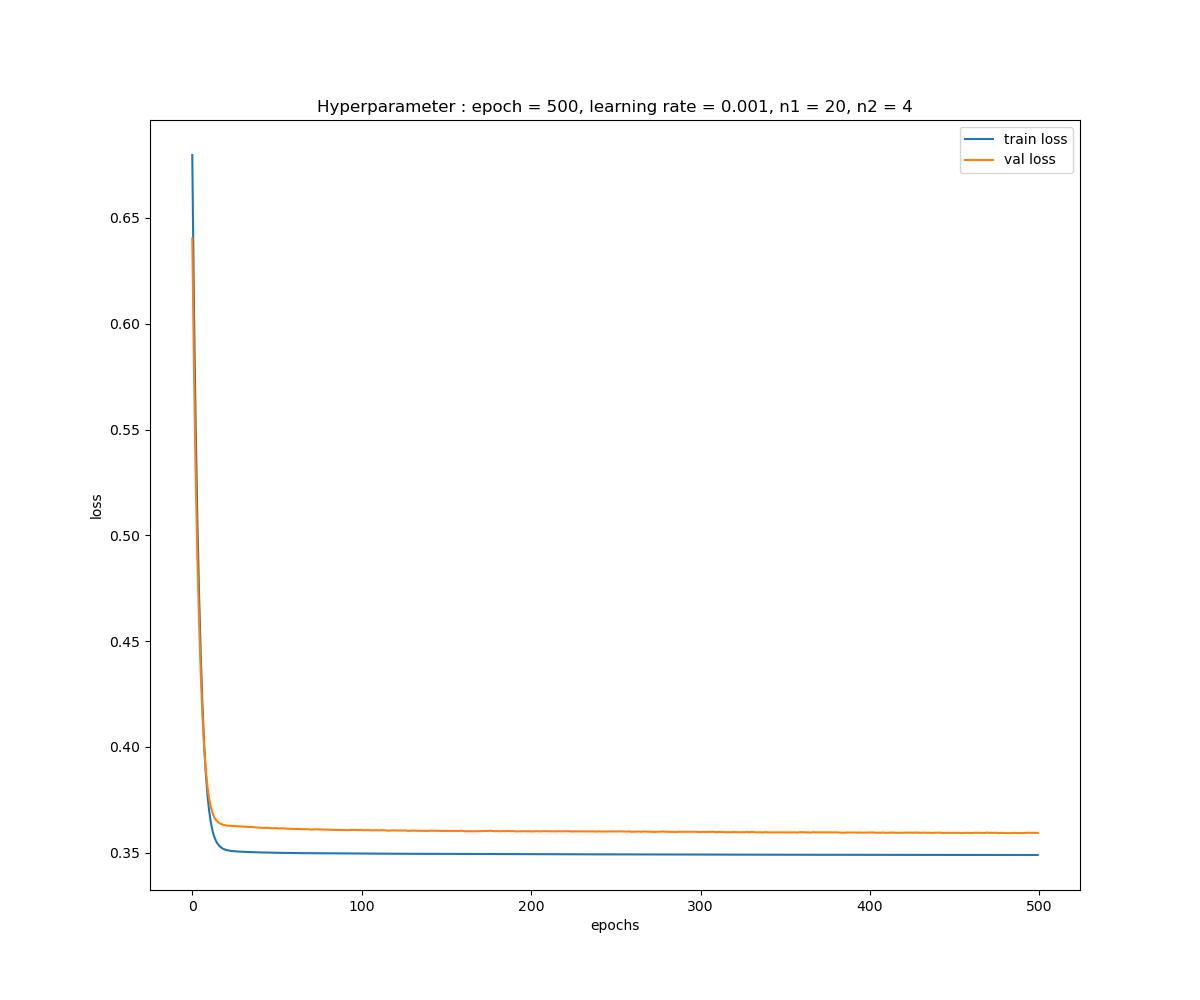 Hyperparameter : epoch = 500, learning rate = 0.001, n1 = 20, n2 = 4
train loss
val loss
0.65
0.60
0.55
0.50
0.45
0.40
0.35
loss
0 100 200 300 400 500
epochs